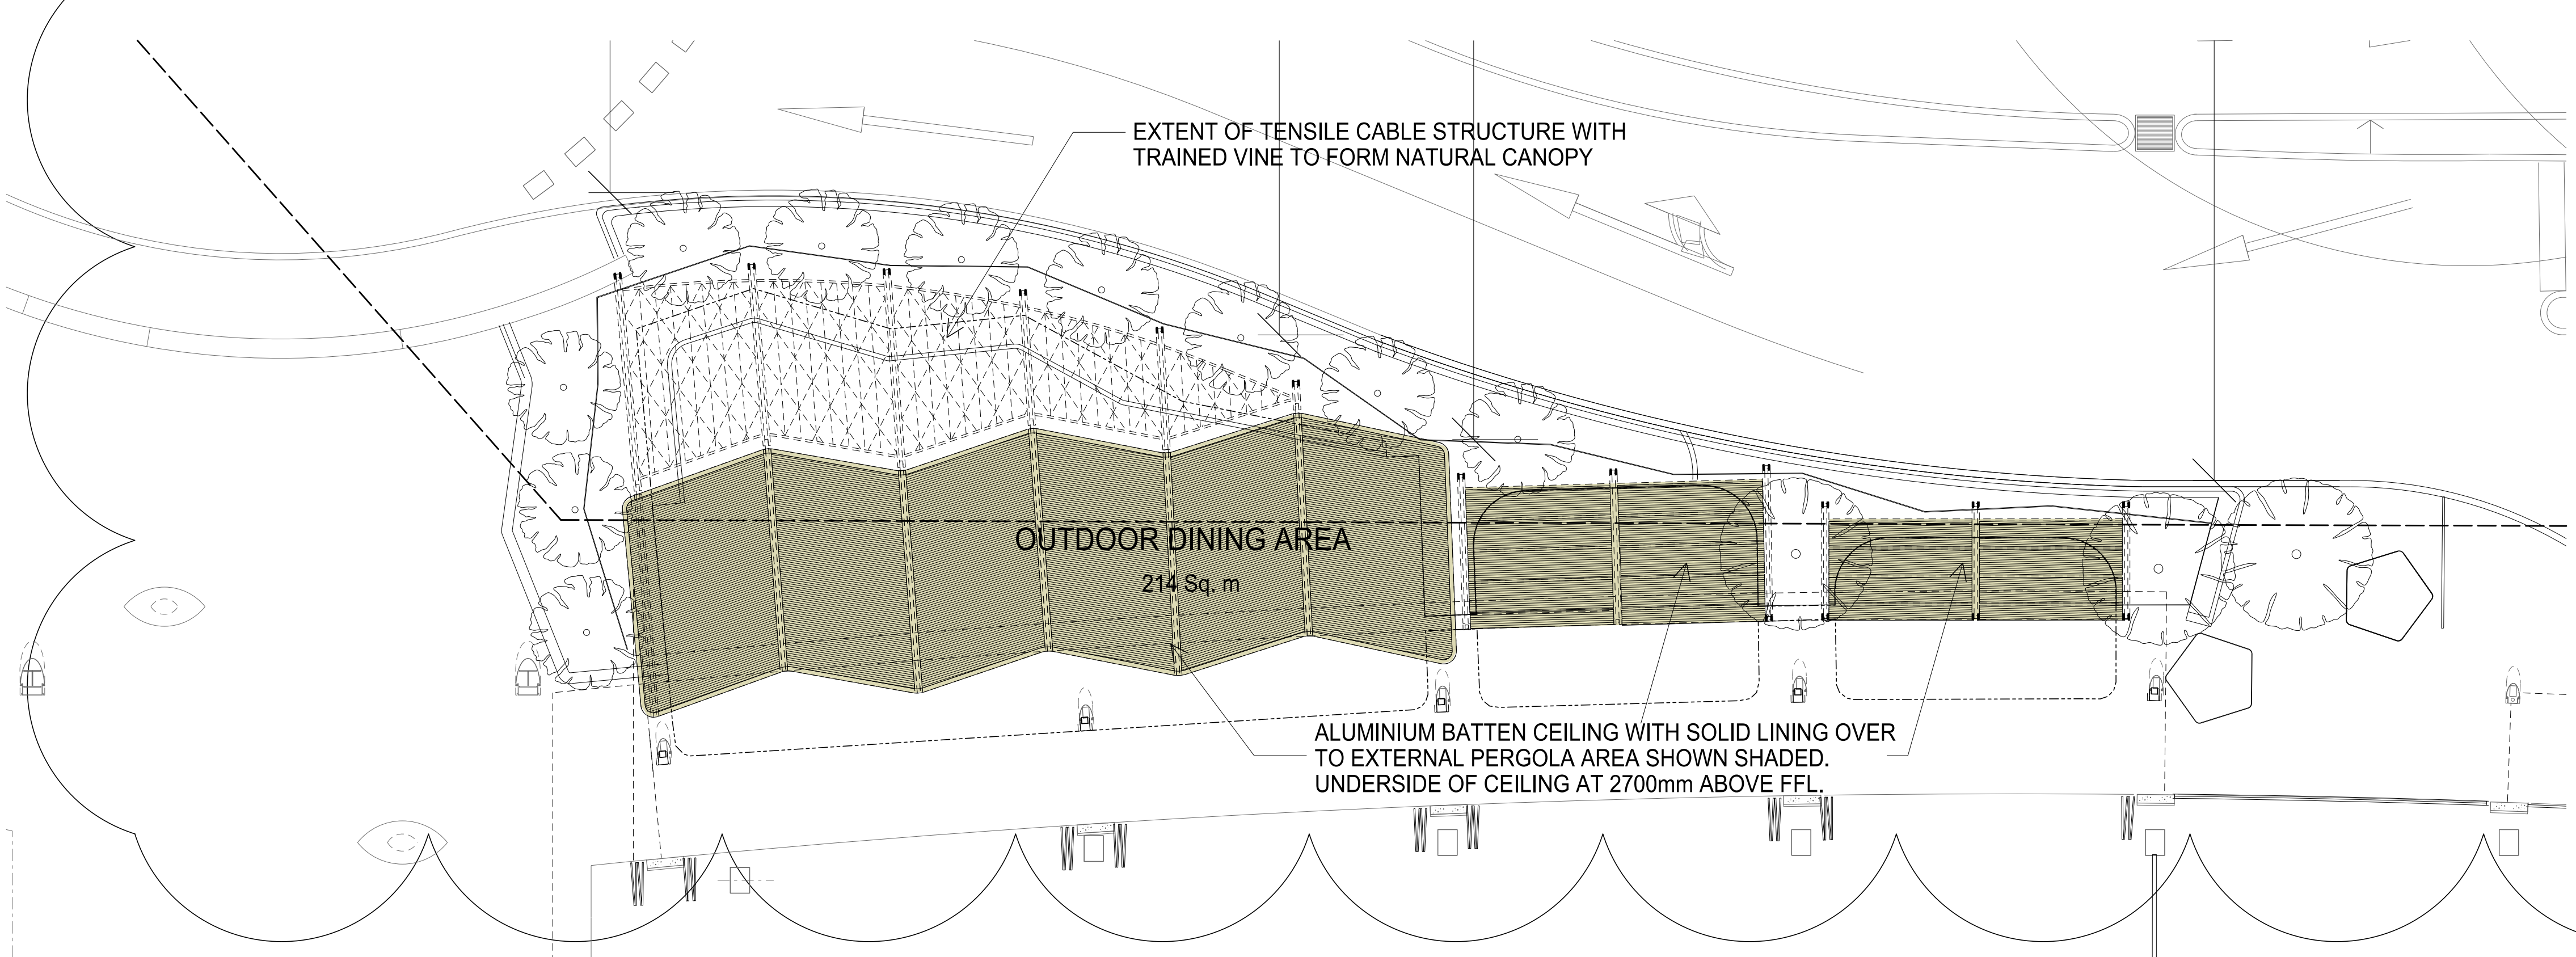 EXTENT OF TENSILE CABLE STRUCTURE WITH
TRAINED VINE TO FORM NATURAL CANOPY
OUTDOOR DINING AREA
214 Sq. m
ALUMINIUM BATTEN CEILING WITH SOLID LINING OVER
TO EXTERNAL PERGOLA AREA SHOWN SHADED.
UNDERSIDE OF CEILING AT 2700mm ABOVE FFL.